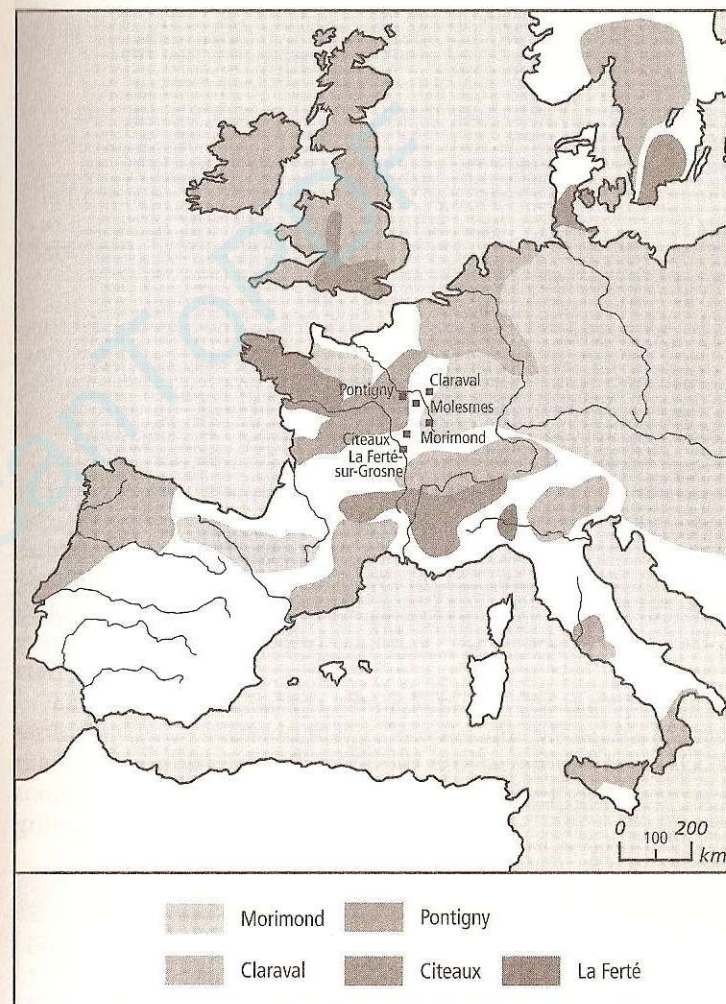 Pontigny
Claraval
Molesmes
Citeaux
Morimond
La Ferté-
sur-Grosne
0 100 200
km
Morimond Pontigny
Claraval Citeaux La Ferté